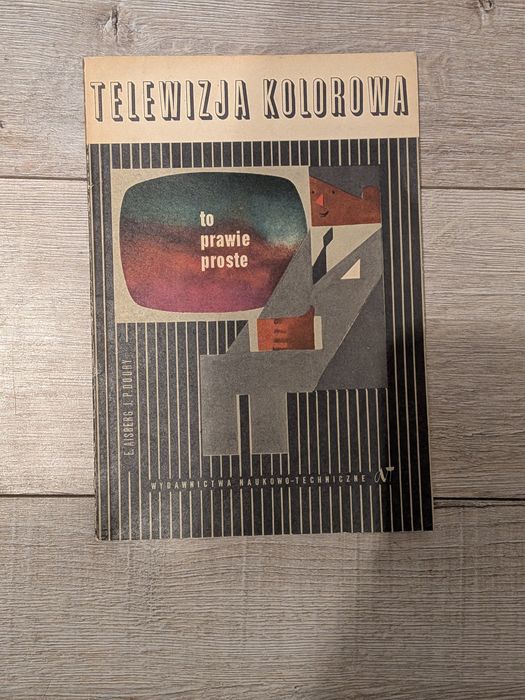 TELEWIZJA KOLOROWA
to
prawie
proste
E. AISBERG J. P. DOURY
WYDAWNICTWA NAUKOWO-TECHNICZNE